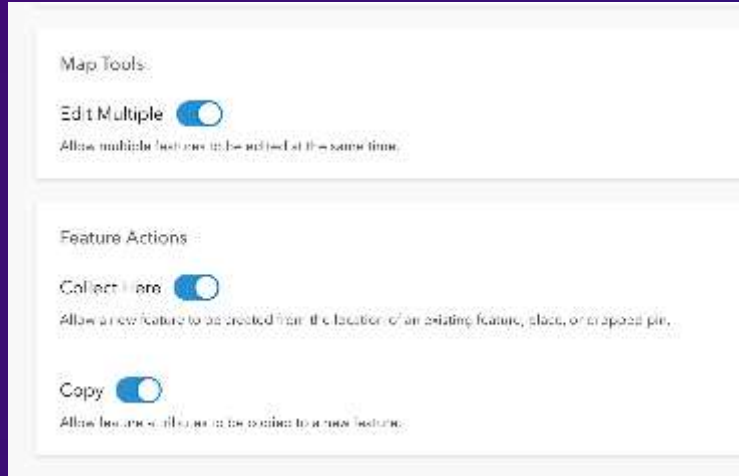 Map Tools
Edit Multiple
Allow multiple features to be edited at the same time.
Feature Actions
Collect Here
Allow a new feature to be created from the location of an existing feature, place, or dropped pin.
Copy
Allow feature attributes to be copied to a new feature.